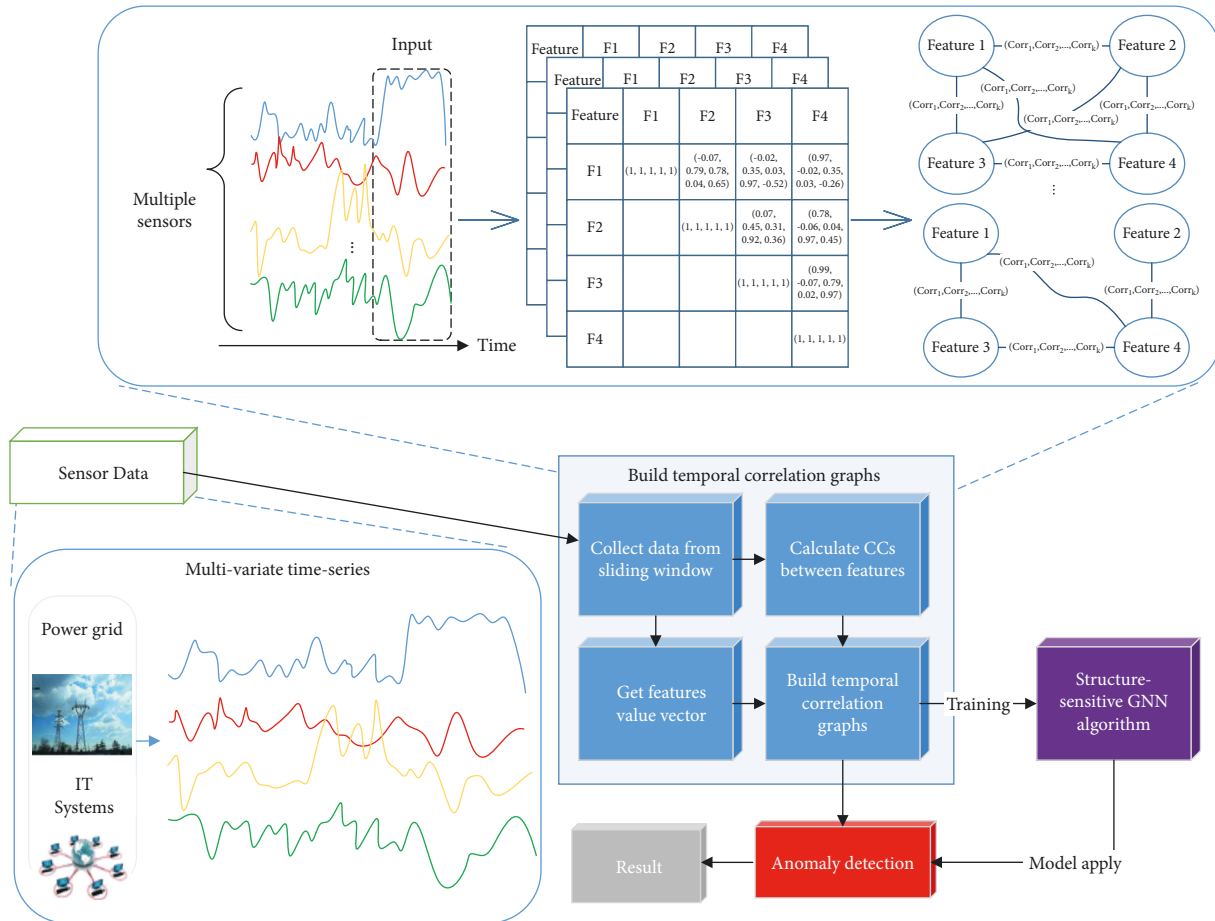 Input
Multiple
sensors
...
Time
Feature F1 F2 F3 F4
Feature F1 F2 F3 F4
Feature F1 F2 F3 F4
F1 (1, 1, 1, 1, 1) (-0.07, 0.79, 0.78, 0.04, 0.65) (-0.02, 0.35, 0.03, 0.97, -0.52) (0.97, -0.02, 0.35, 0.03, -0.26)
F2 (1, 1, 1, 1, 1) (0.07 0.45, 0.31, 0.92, 0.36) (0.78, -0.06, 0.04, 0.97, 0.45)
F3 (1, 1, 1, 1, 1) (0.99, -0.07, 0.79, 0.02, 0.97)
F4 (1, 1, 1, 1, 1)
Feature 1 (Corr1,Corr2,...,Corrk) Feature 2
(Corr1,Corr2,...,Corrk)
(Corr1,Corr2,...,Corrk)
(Corr1,Corr2,...,Corrk)
(Corr1,Corr2,...,Corrk)
Feature 3 (Corr1,Corr2,...,Corrk) Feature 4
...
Feature 1 Feature 2
(Corr1,Corr2,...,Corrk)
(Corr1,Corr2,...,Corrk)
(Corr1,Corr2,...,Corrk)
Feature 3 (Corr1,Corr2,...,Corrk) Feature 4
Sensor Data
Multi-variate time-series
Power grid
IT
Systems
Build temporal correlation graphs
Collect data from
sliding window
Calculate CCs
between features
Get features
value vector
Build temporal
correlation
graphs
Training
Structure-
sensitive GNN
algorithm
Model apply
Anomaly detection
Result